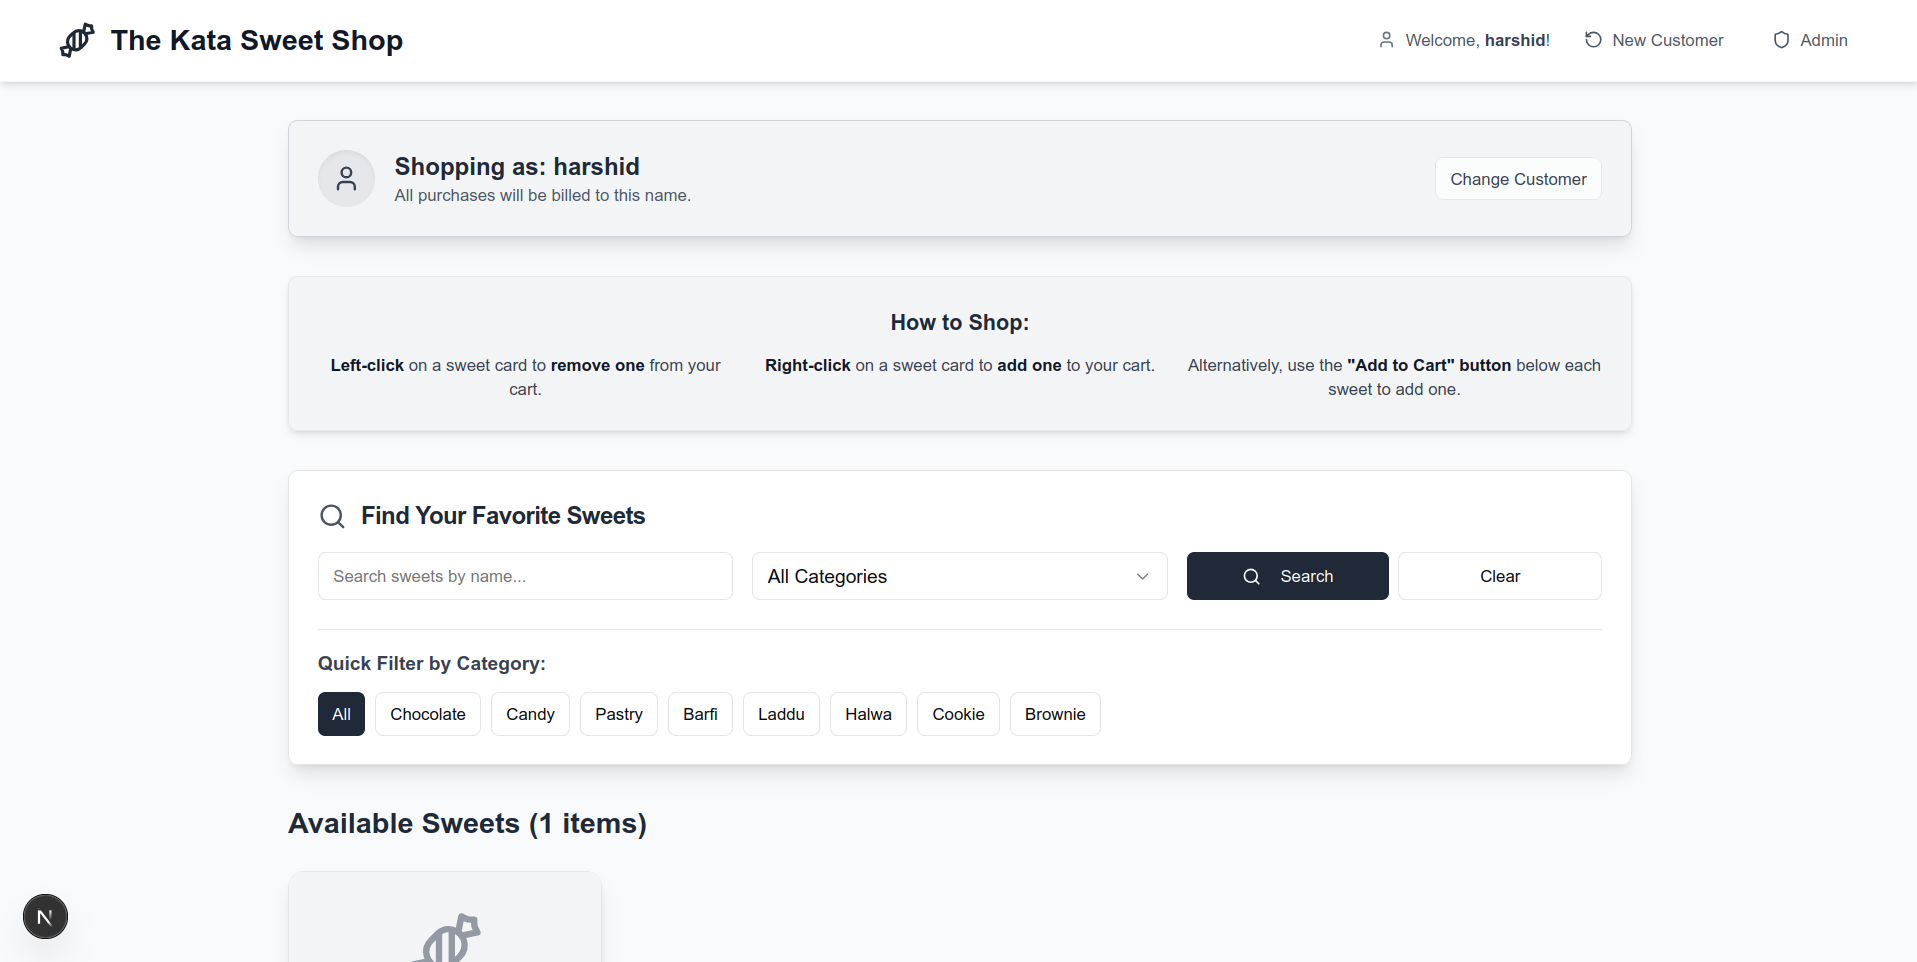 The Kata Sweet Shop
Welcome, harshid!
New Customer
Admin
Shopping as: harshid
All purchases will be billed to this name.
Change Customer
How to Shop:
Left-click on a sweet card to remove one from your
cart.
Right-click on a sweet card to add one to your cart.
Alternatively, use the "Add to Cart" button below each
sweet to add one.
Find Your Favorite Sweets
Search sweets by name...
All Categories
Search
Clear
Quick Filter by Category:
All
Chocolate
Candy
Pastry
Barfi
Laddu
Halwa
Cookie
Brownie
Available Sweets (1 items)
N